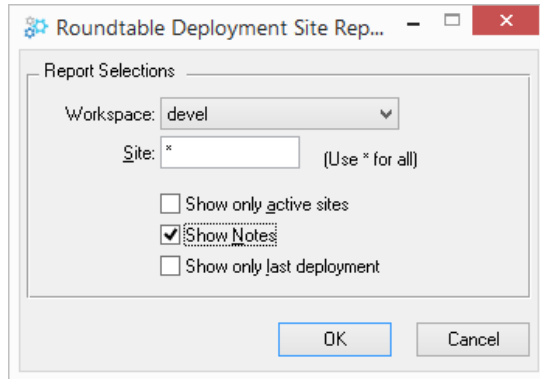 Roundtable Deployment Site Rep...
Report Selections
Workspace: devel
Site: * (Use * for all)
Show only active sites
Show Notes
Show only last deployment
OK Cancel